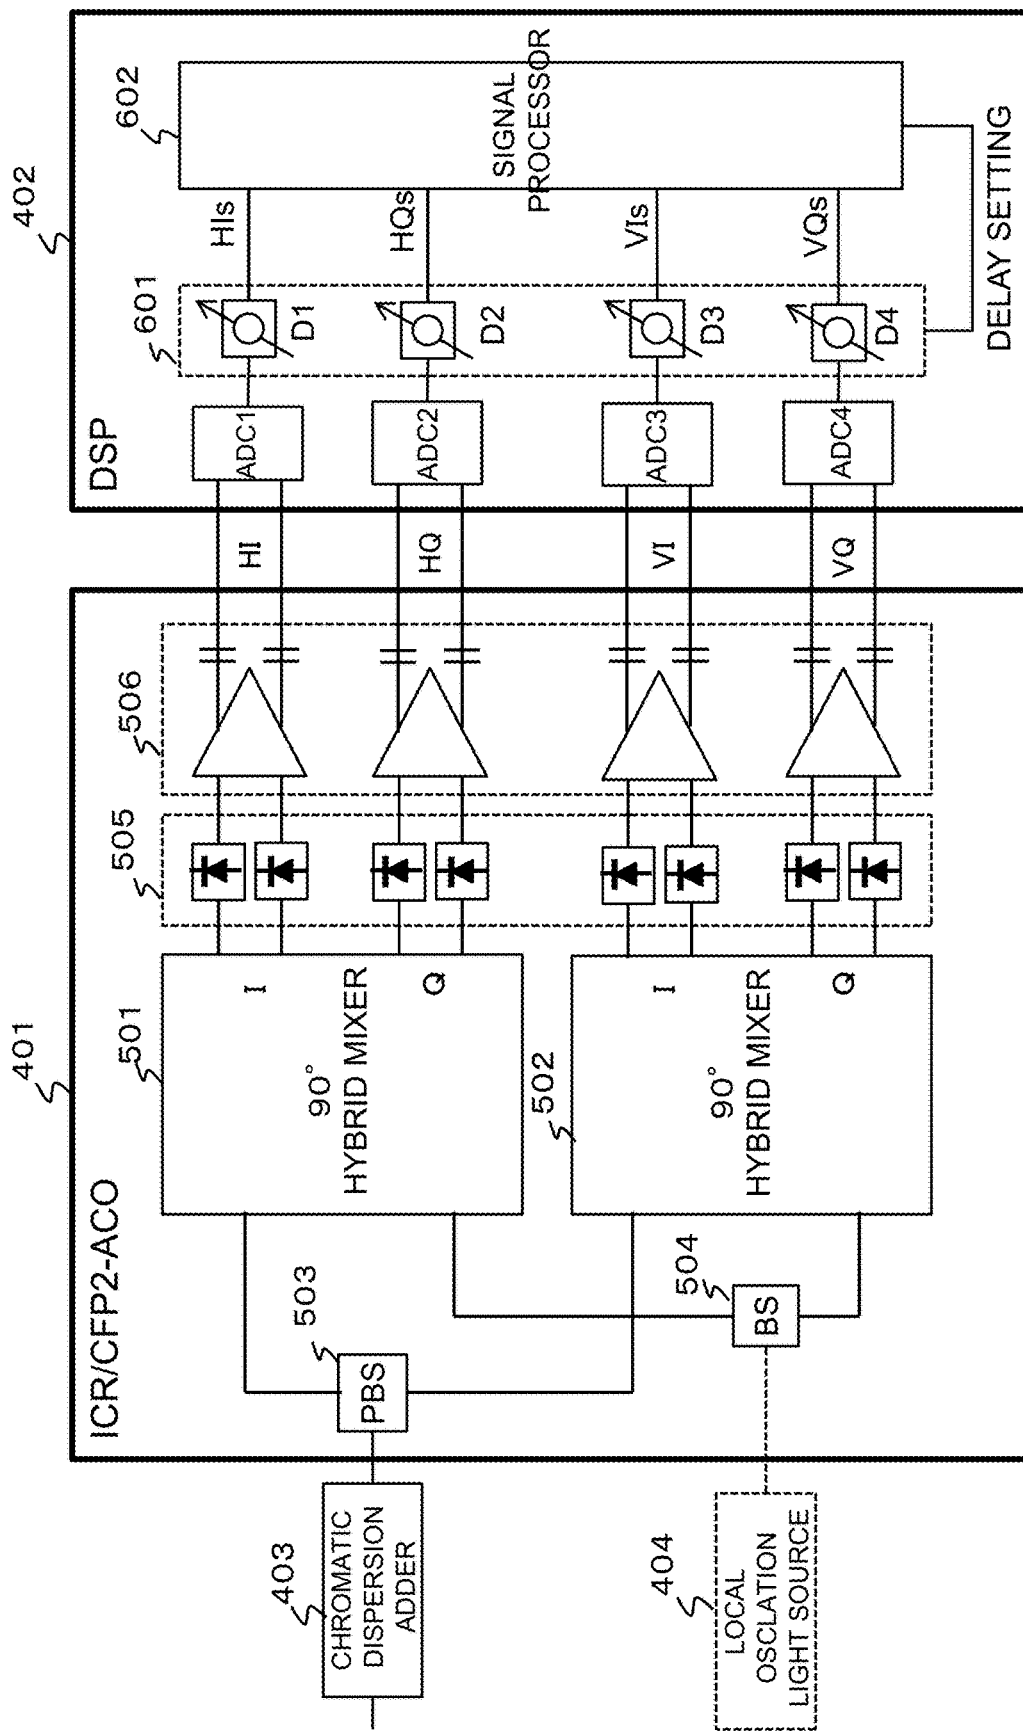 403
CHROMATIC
DISPERSION
ADDER
404
LOCAL
OSCLATION
LIGHT SOURCE
401
ICR/CFP2-ACO
503
PBS
504
BS
501
90°
HYBRID MIXER
I
Q
502
90°
HYBRID MIXER
I
Q
505
506
HI
HQ
VI
VQ
402
DSP
ADC1
ADC2
ADC3
ADC4
601
D1
D2
D3
D4
HIs
HQs
VIs
VQs
602
SIGNAL
PROCESSOR
DELAY SETTING